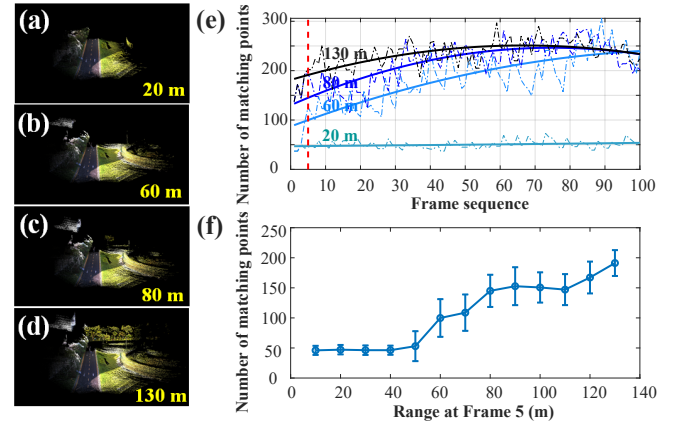 (a)
20 m
(b)
60 m
(c)
80 m
(d)
130 m
(e)
Number of matching points
300
200
100
50
0
130 m
80 m
60 m
20 m
0
10
20
30
40
50
60
70
80
90
100
Frame sequence
(f)
Number of matching points
250
200
150
100
50
0
0
20
40
60
80
100
120
140
Range at Frame 5 (m)